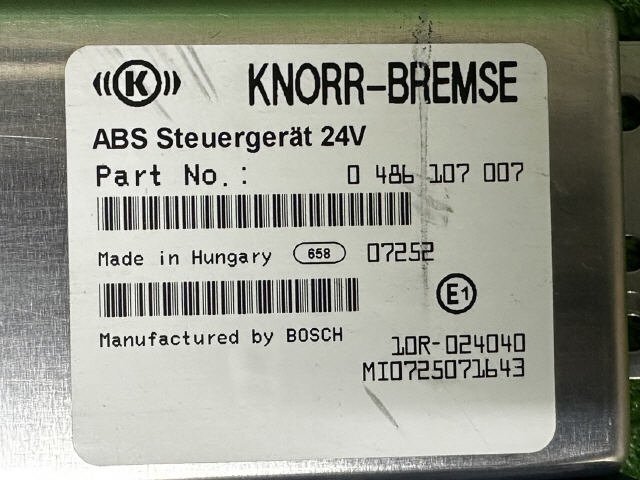 ((K)) KNORR-BREMSE
ABS Steuergerät 24V
Part No.: 0 486 107 007
Made in Hungary 658 07252
E1
Manufactured by BOSCH
10R-024040
MI0725071643